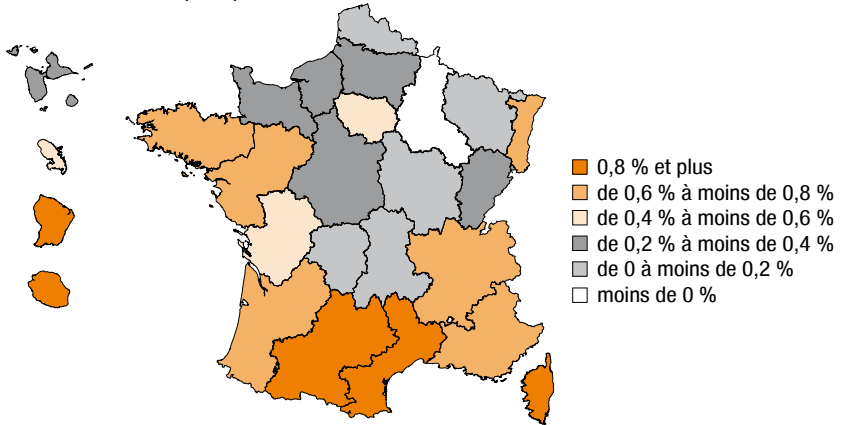 0,8 % et plus
de 0,6 % à moins de 0,8 %
de 0,4 % à moins de 0,6 %
de 0,2 % à moins de 0,4 %
de 0 à moins de 0,2 %
moins de 0 %